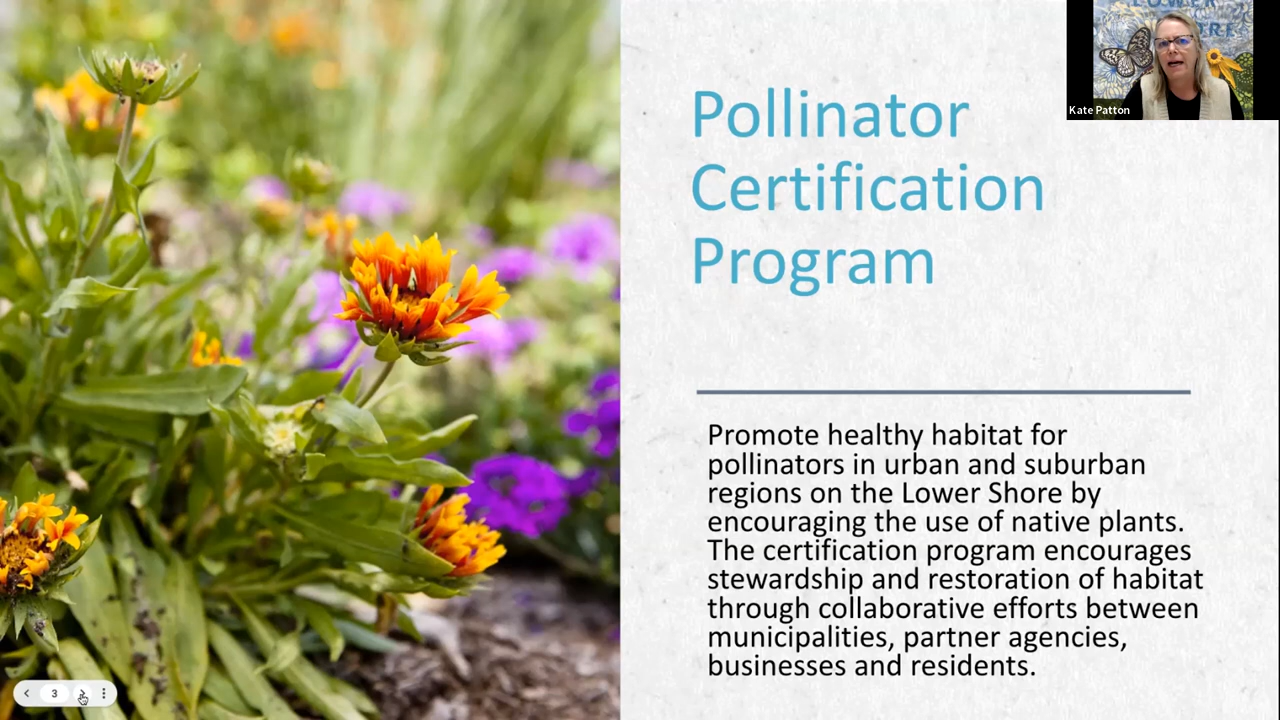 LOWER
Kate Patton
Pollinator
Certification
Program
Promote healthy habitat for
pollinators in urban and suburban
regions on the Lower Shore by
encouraging the use of native plants.
The certification program encourages
stewardship and restoration of habitat
through collaborative efforts between
municipalities, partner agencies,
businesses and residents.
3